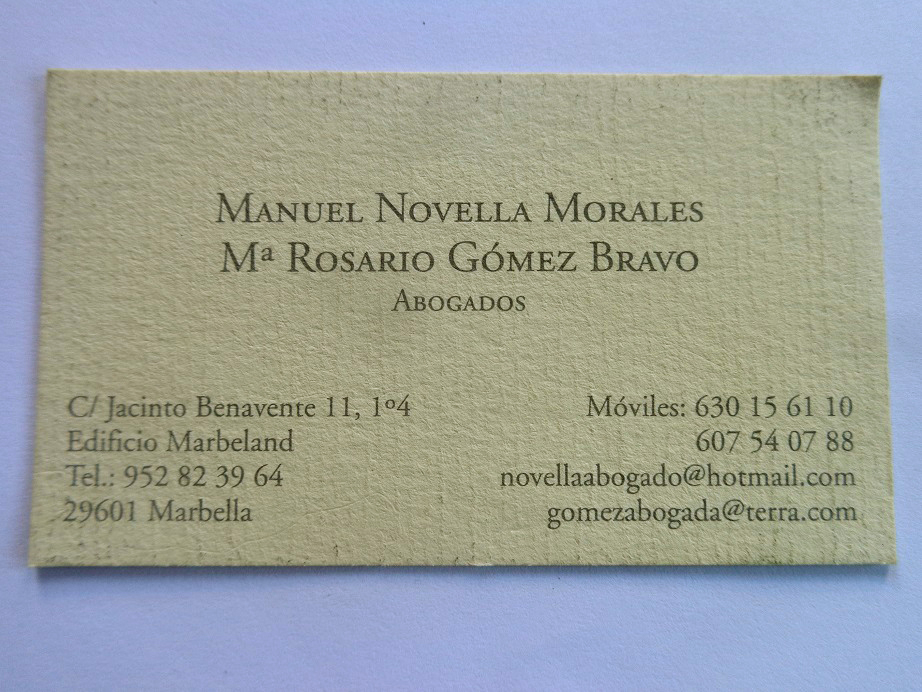 Manuel Novella Morales
Mª Rosario Gómez Bravo
Abogados
C/ Jacinto Benavente 11, 1º4
Edificio Marbeland
Tel.: 952 82 39 64
29601 Marbella
Móviles: 630 15 61 10
607 54 07 88
novellaabogado@hotmail.com
gomezabogada@terra.com